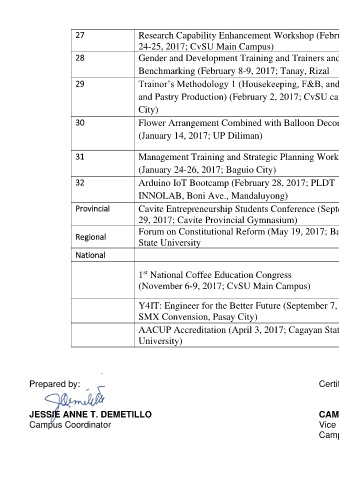 27 Research Capability Enhancement Workshop (Febru
24-25, 2017; CvSU Main Campus)
28 Gender and Development Training and Trainers and
Benchmarking (February 8-9, 2017; Tanay, Rizal
29 Trainor's Methodology 1 (Housekeeping, F&B, and
and Pastry Production) (February 2, 2017; CvSU ca
City)
30 Flower Arrangement Combined with Balloon Decor
(January 14, 2017; UP Diliman)
31 Management Training and Strategic Planning Work
(January 24-26, 2017; Baguio City)
32 Arduino IoT Bootcamp (February 28, 2017; PLDT
INNOLAB, Boni Ave., Mandaluyong)
Provincial Cavite Entrepreneurship Students Conference (Sept
29, 2017; Cavite Provincial Gymnasium)
Regional Forum on Constitutional Reform (May 19, 2017; Ba
State University
National
1st National Coffee Education Congress
(November 6-9, 2017; CvSU Main Campus)
Y4IT: Engineer for the Better Future (September 7,
SMX Convension, Pasay City)
AACUP Accreditation (April 3, 2017; Cagayan Stat
University)
Prepared by: Certif
JDemetillo
JESSIE ANNE T. DEMETILLO CAM
Campus Coordinator Vice
Camp